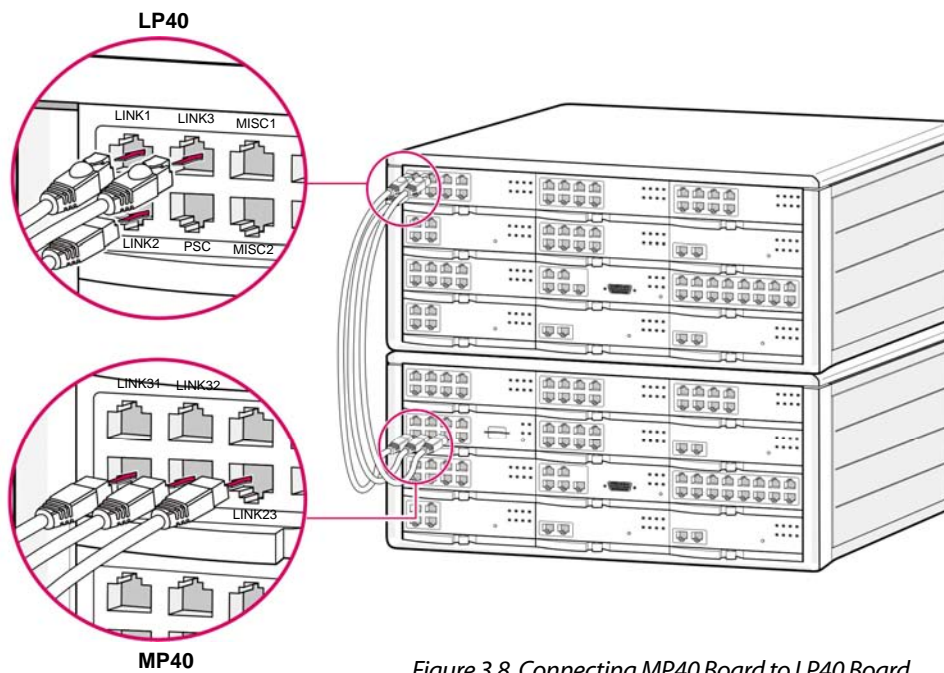 LP40
LINK1 LINK3 MISC1
LINK2 PSC MISC2
LINK31 LINK32
LINK23
MP40
Figure 3.8 Connecting MP40 Board to LP40 Board